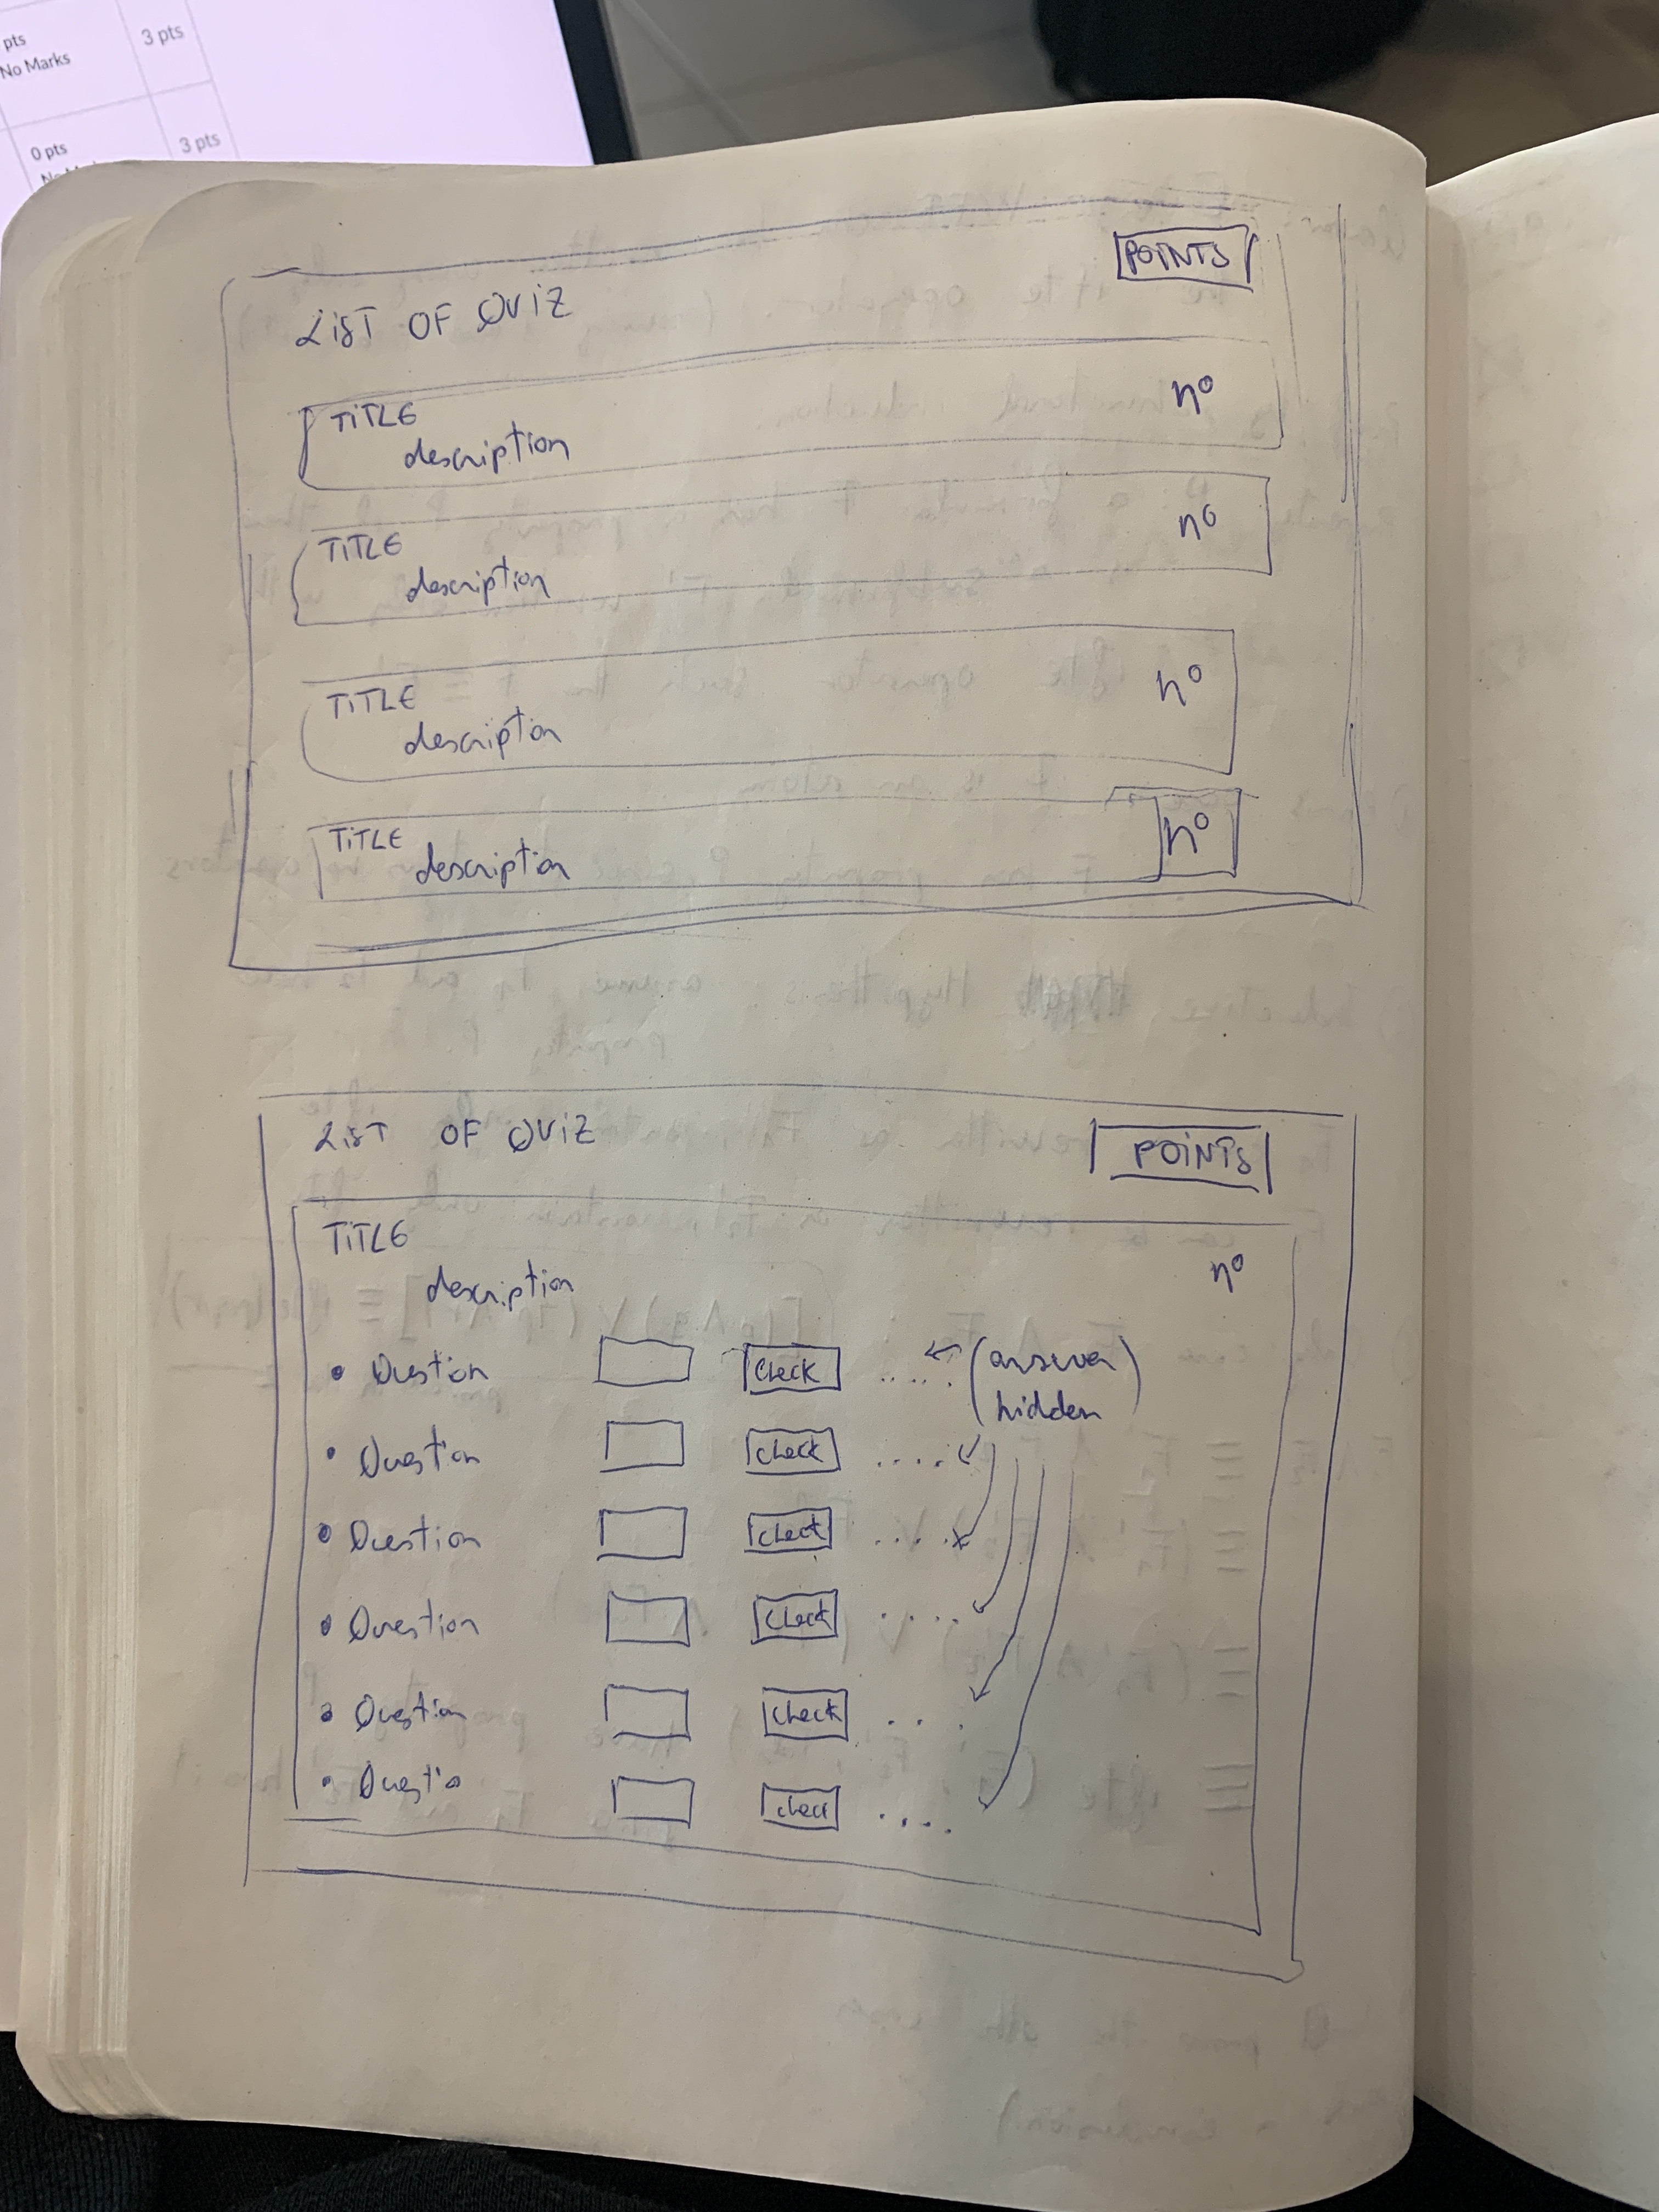 pts
No Marks
3 pts
0 pts
3 pts
POINTS
LIST OF QUIZ
TITLE
nº
description
TITLE
nº
description
TITLE
nº
description
TITLE
nº
description
LIST OF QUIZ
POINTS
TITLE
nº
description
• Question check ..... ← (answer
hidden)
• Question check ....
• Question check ....
• Question check ....
• Question check ...
• Questio check ....